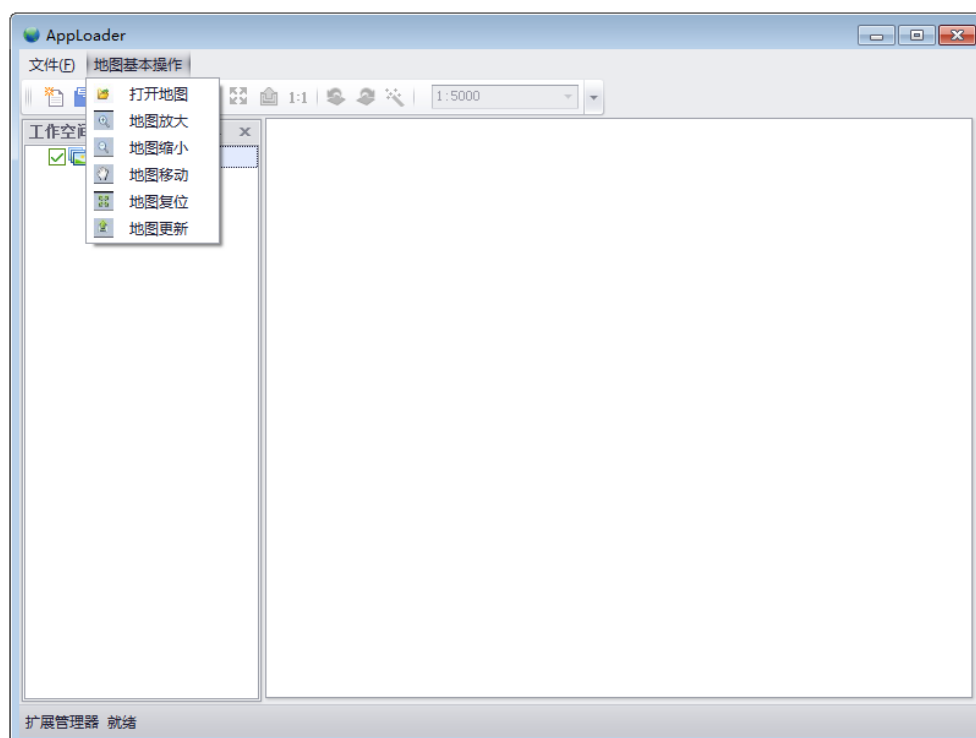 AppLoader
文件(F) 地图基本操作
打开地图
1:1 1:5000
地图放大
工作空间
地图缩小
地图移动
地图复位
地图更新
扩展管理器 就绪